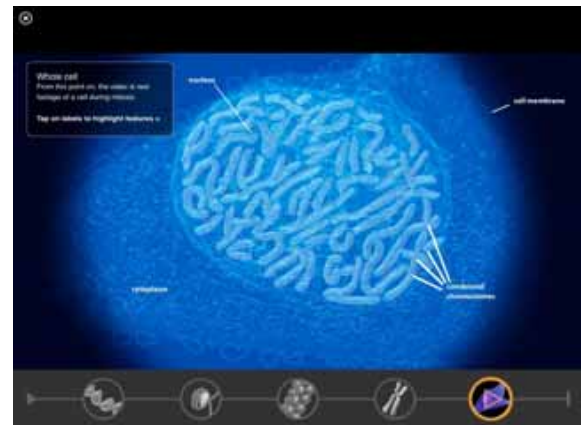 Whole cell
From this point on, the video is real
footage of a cell during mitosis.
Tap on labels to highlight features »
nucleus
cell membrane
cytoplasm
condensed
chromosomes